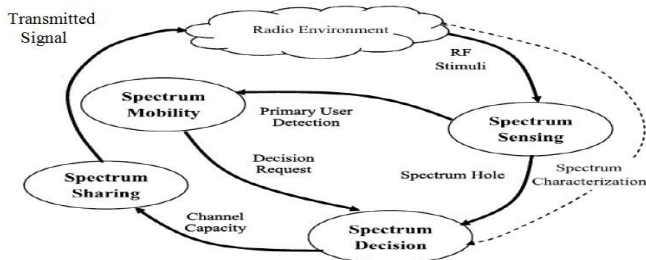 Transmitted
Signal
Radio Environment
RF
Stimuli
Spectrum
Mobility
Primary User
Detection
Spectrum
Sensing
Decision
Request
Spectrum
Sharing
Spectrum Hole
Spectrum
Characterization
Channel
Capacity
Spectrum
Decision